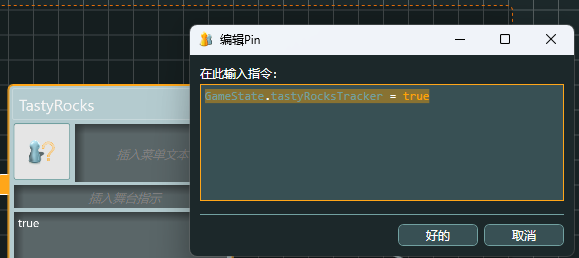 编辑Pin
在此输入指令：
GameState.tastyRocksTracker = true
好的
取消
TastyRocks
插入菜单文本
插入舞台指示
true